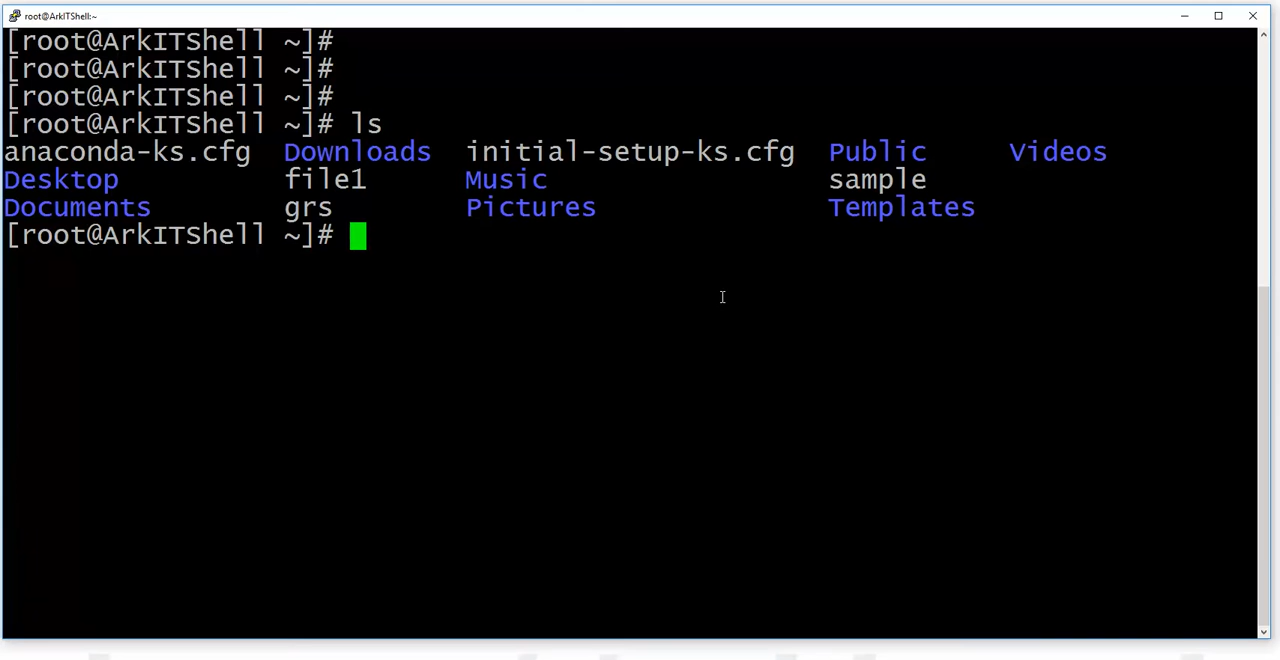 root@ArkITShell:~
[root@ArkITShell ~]#
[root@ArkITShell ~]#
[root@ArkITShell ~]#
[root@ArkITShell ~]# ls
anaconda-ks.cfg Downloads initial-setup-ks.cfg Public Videos
Desktop file1 Music sample
Documents grs Pictures Templates
[root@ArkITShell ~]#